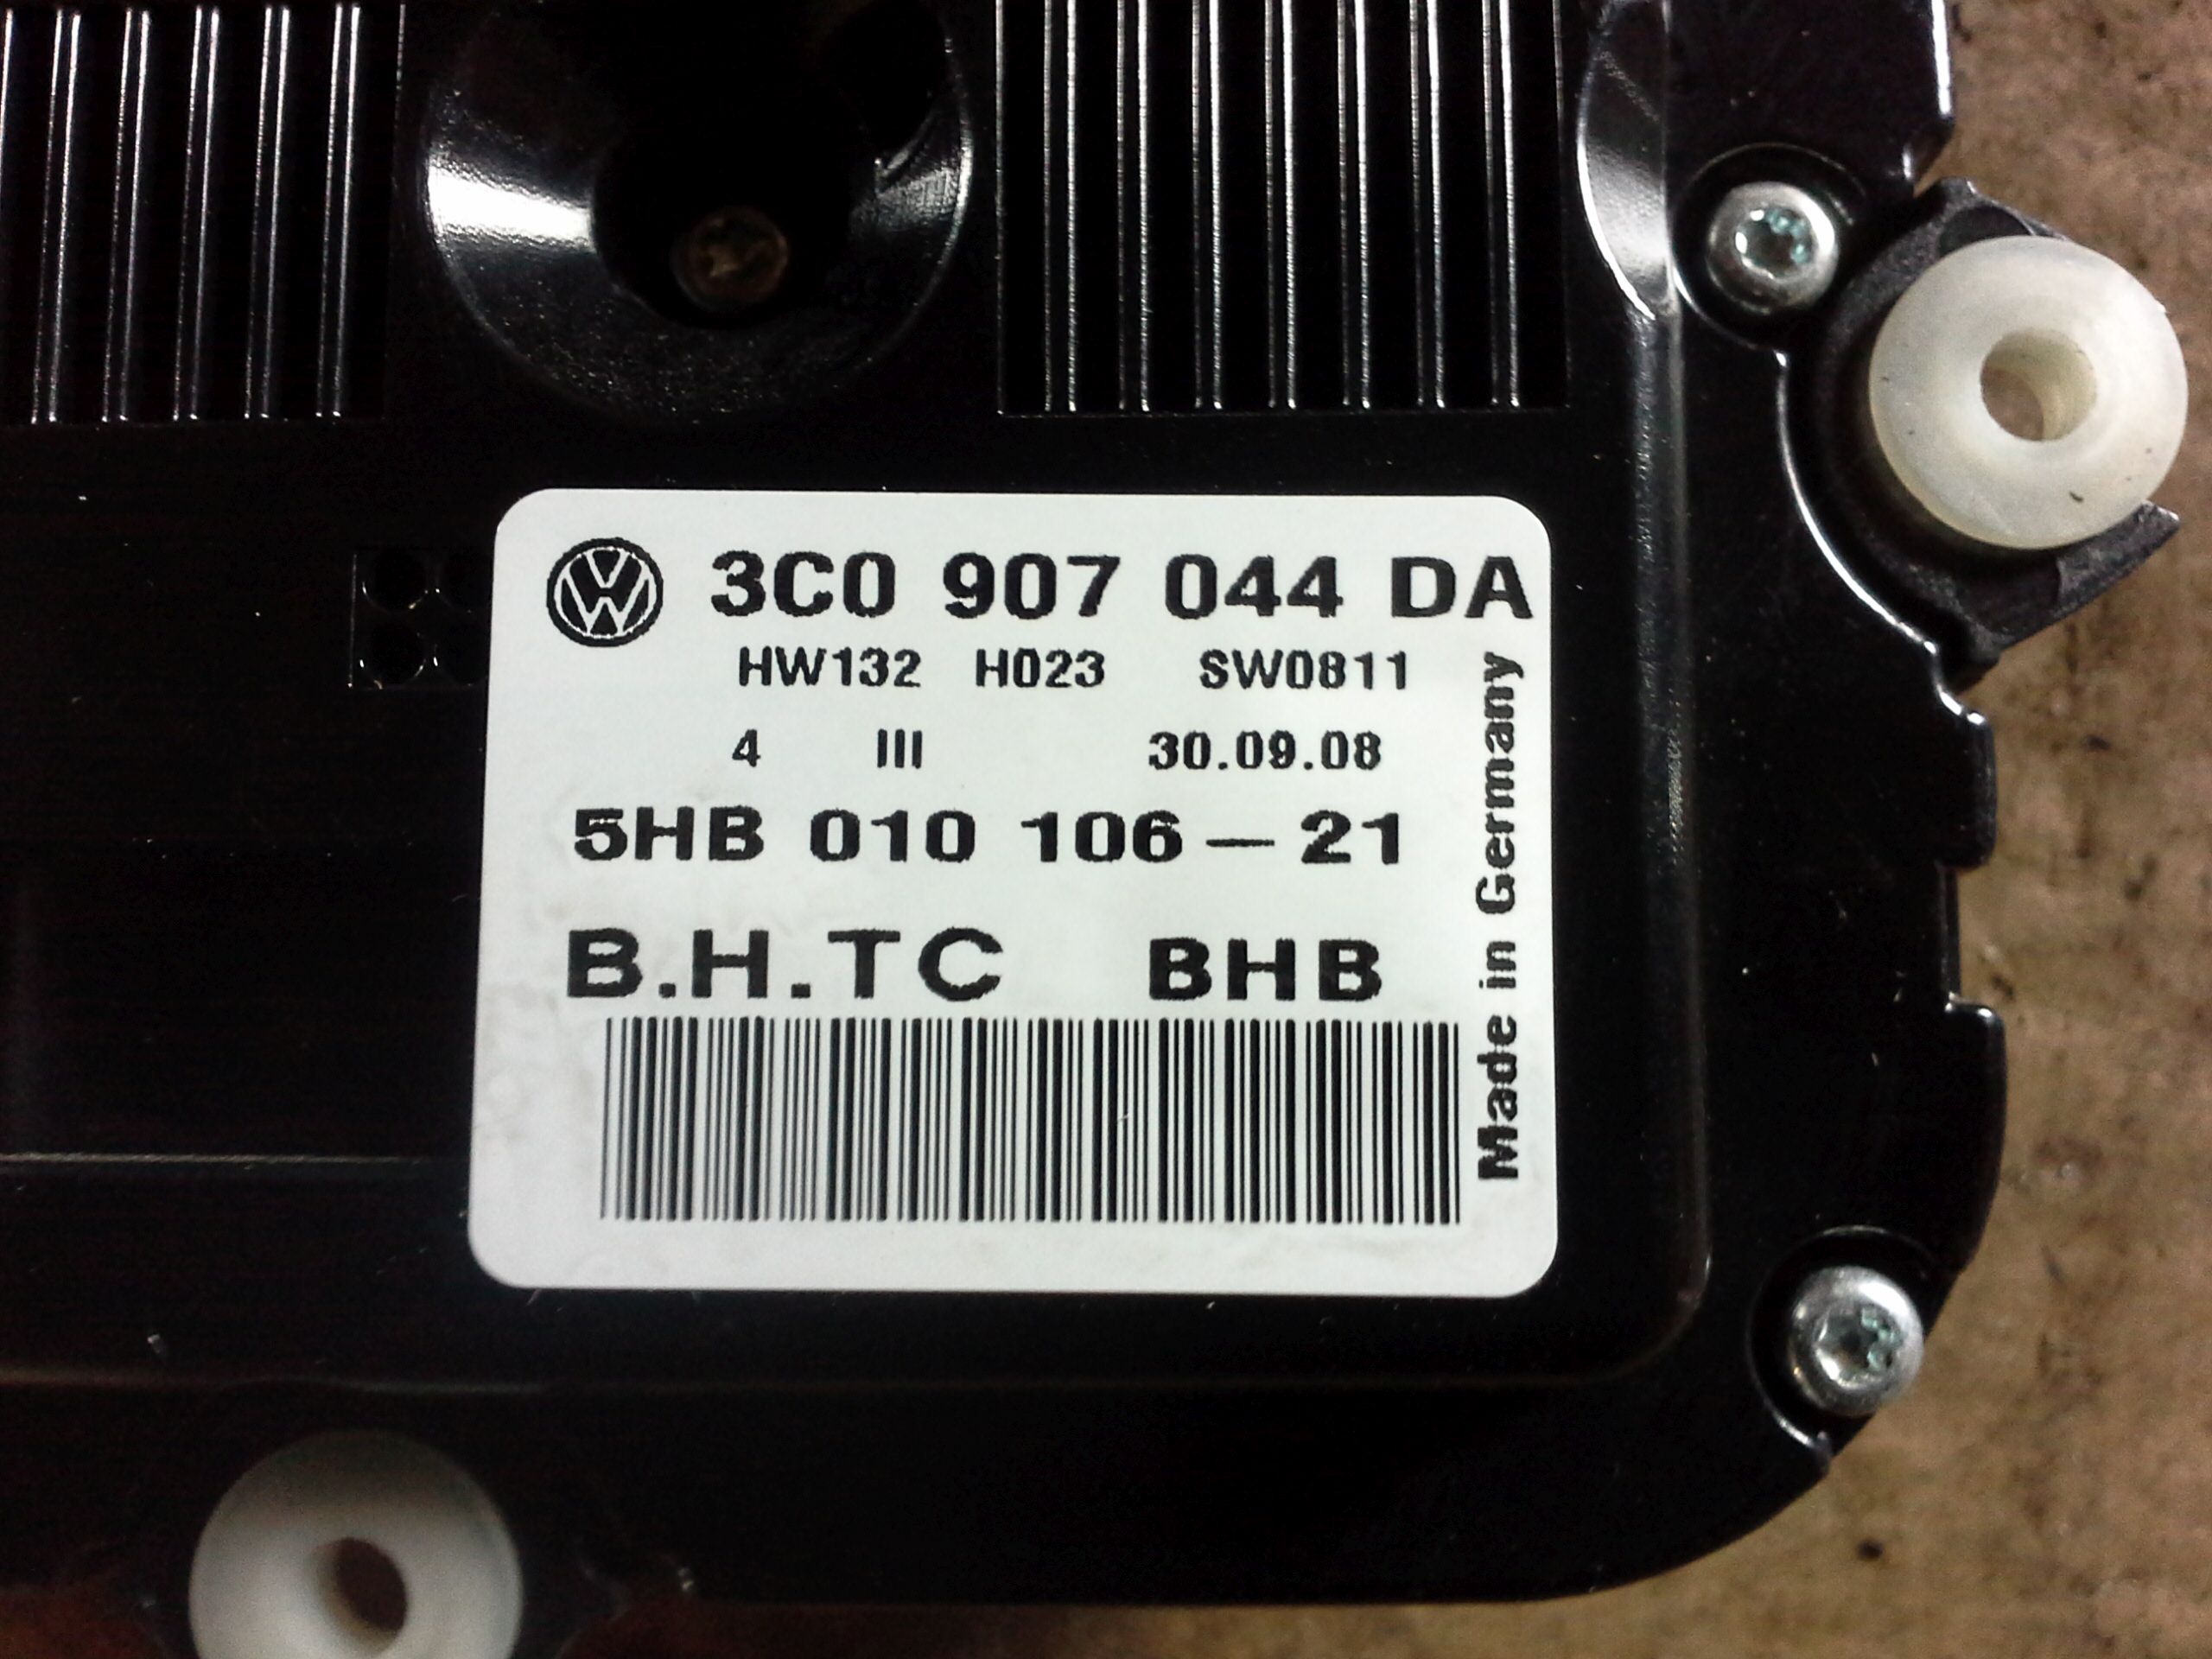 3C0 907 044 DA
HW132 H023 SW0811
4 III 30.09.08
5HB 010 106-21
B.H.TC BHB
Made in Germany